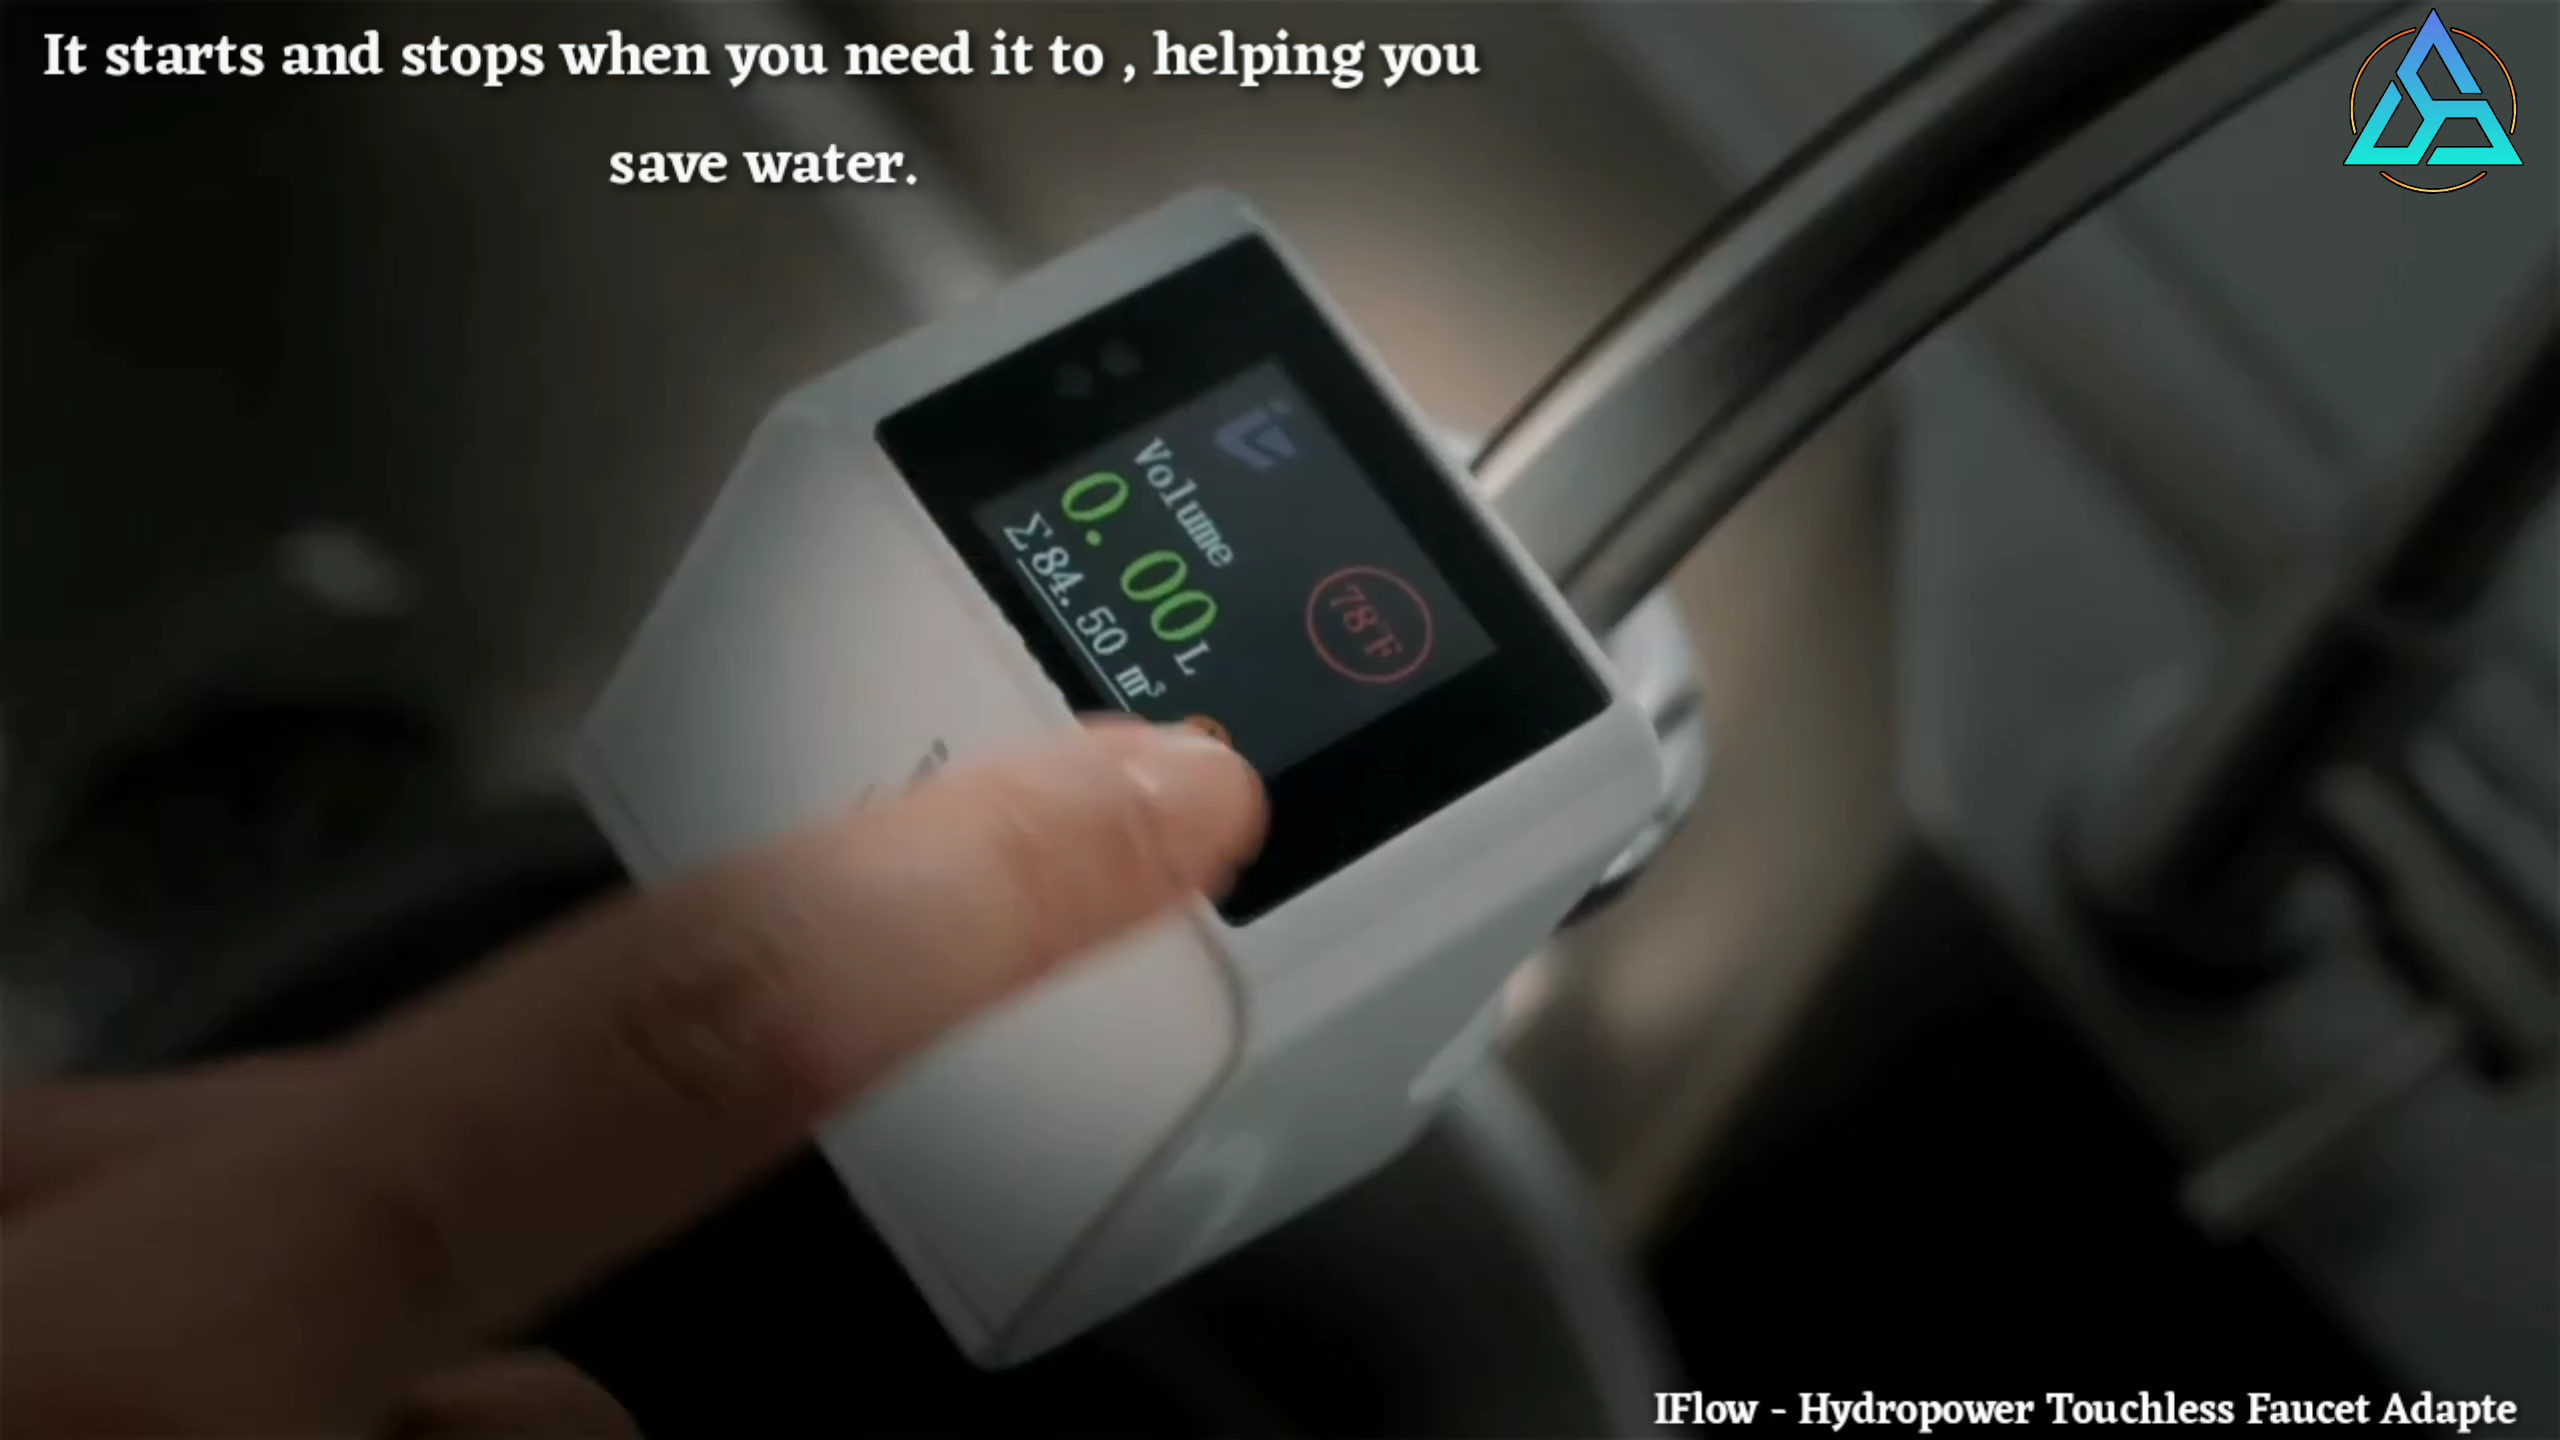 It starts and stops when you need it to , helping you
save water.
Volume
0.00L
Σ84.50 m³
78°F
IFlow - Hydropower Touchless Faucet Adapte